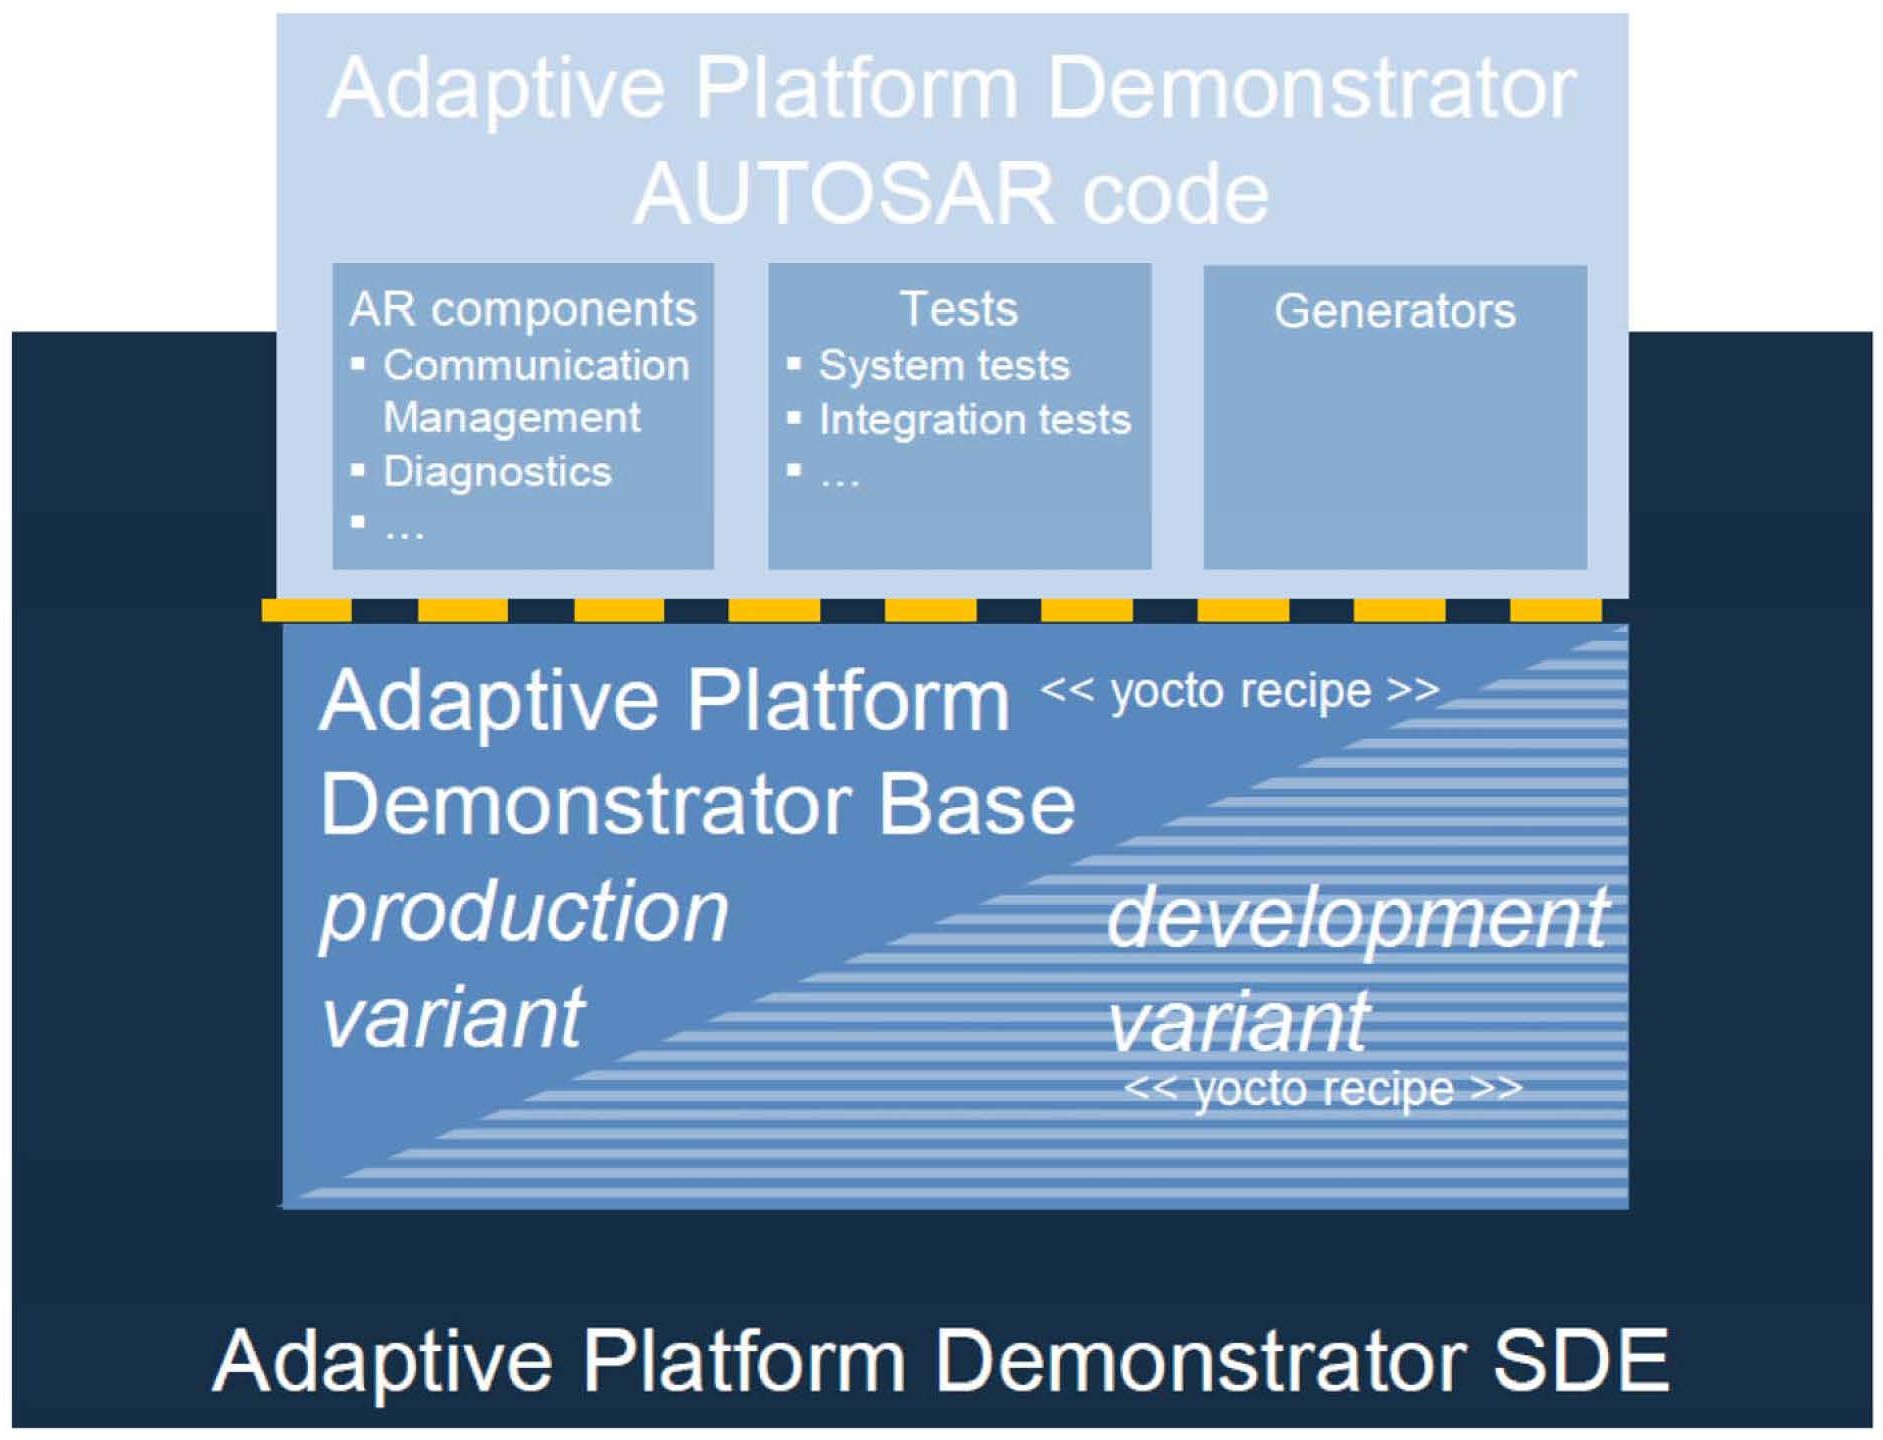 Adaptive Platform Demonstrator
AUTOSAR code
AR components
▪ Communication
Management
▪ Diagnostics
▪ ...
Tests
▪ System tests
▪ Integration tests
▪ ...
Generators
Adaptive Platform << yocto recipe >>
Demonstrator Base
production
variant
development
variant
<< yocto recipe >>
Adaptive Platform Demonstrator SDE